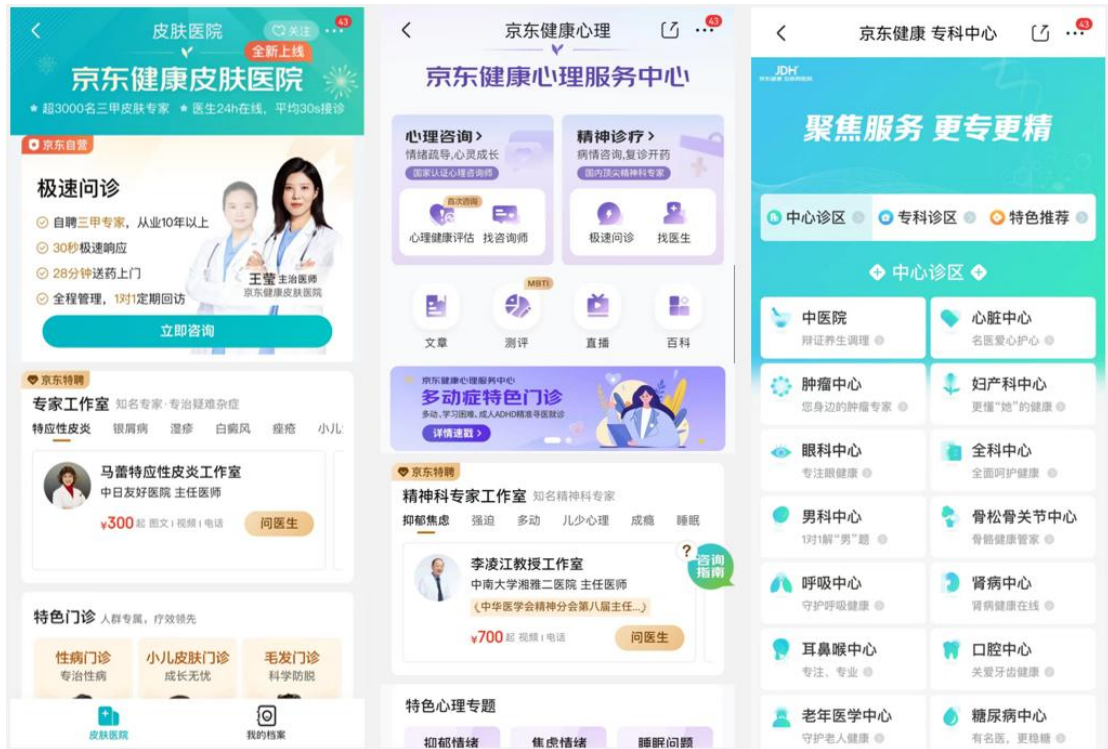 皮肤医院
关注
43
全新上线
京东健康皮肤医院
超3000名三甲皮肤专家 医生24h在线，平均30s接诊
京东自营
极速问诊
自聘三甲专家，从业10年以上
30秒极速响应
28分钟送药上门
全程管理，1对1定期回访
王莹 主治医师
京东健康皮肤医院
立即咨询
京东特聘
专家工作室 知名专家·专治疑难杂症
特应性皮炎 银屑病 湿疹 白癜风 痤疮 小儿
马蕾特应性皮炎工作室
中日友好医院 主任医师
¥300起 图文|视频|电话
问医生
特色门诊 人群专属，疗效领先
性病门诊 小儿皮肤门诊 毛发门诊
专治性病 成长无忧 科学防脱
皮肤医院 我的档案
京东健康心理
43
京东健康心理服务中心
心理咨询 精神诊疗
情绪疏导,心灵成长 病情咨询,复诊开药
国家认证心理咨询师 国内顶尖精神科专家
首次咨询
心理健康评估 找咨询师 极速问诊 找医生
MBTI
文章 测评 直播 百科
京东健康心理服务中心
多动症特色门诊
多动、学习困难、成人ADHD精准寻医就诊
详情速戳
京东特聘
精神科专家工作室 知名精神科专家
抑郁焦虑 强迫 多动 儿少心理 成瘾 睡眠
?
咨询
指南
李凌江教授工作室
中南大学湘雅二医院 主任医师
《中华医学会精神分会第八届主任...》
¥700起 视频|电话
问医生
特色心理专题
抑郁情绪 焦虑情绪 睡眠问题
京东健康 专科中心
43
JDH
聚焦服务 更专更精
中心诊区 专科诊区 特色推荐
中心诊区
中医院 心脏中心
辩证养生调理 名医爱心护心
肿瘤中心 妇产科中心
您身边的肿瘤专家 更懂“她”的健康
眼科中心 全科中心
专注眼健康 全面呵护健康
男科中心 骨松骨关节中心
1对1解“男”题 骨骼健康管家
呼吸中心 肾病中心
守护呼吸健康 肾病健康在线
耳鼻喉中心 口腔中心
专注、专业 关爱牙齿健康
老年医学中心 糖尿病中心
守护老人健康 有名医，更稳糖